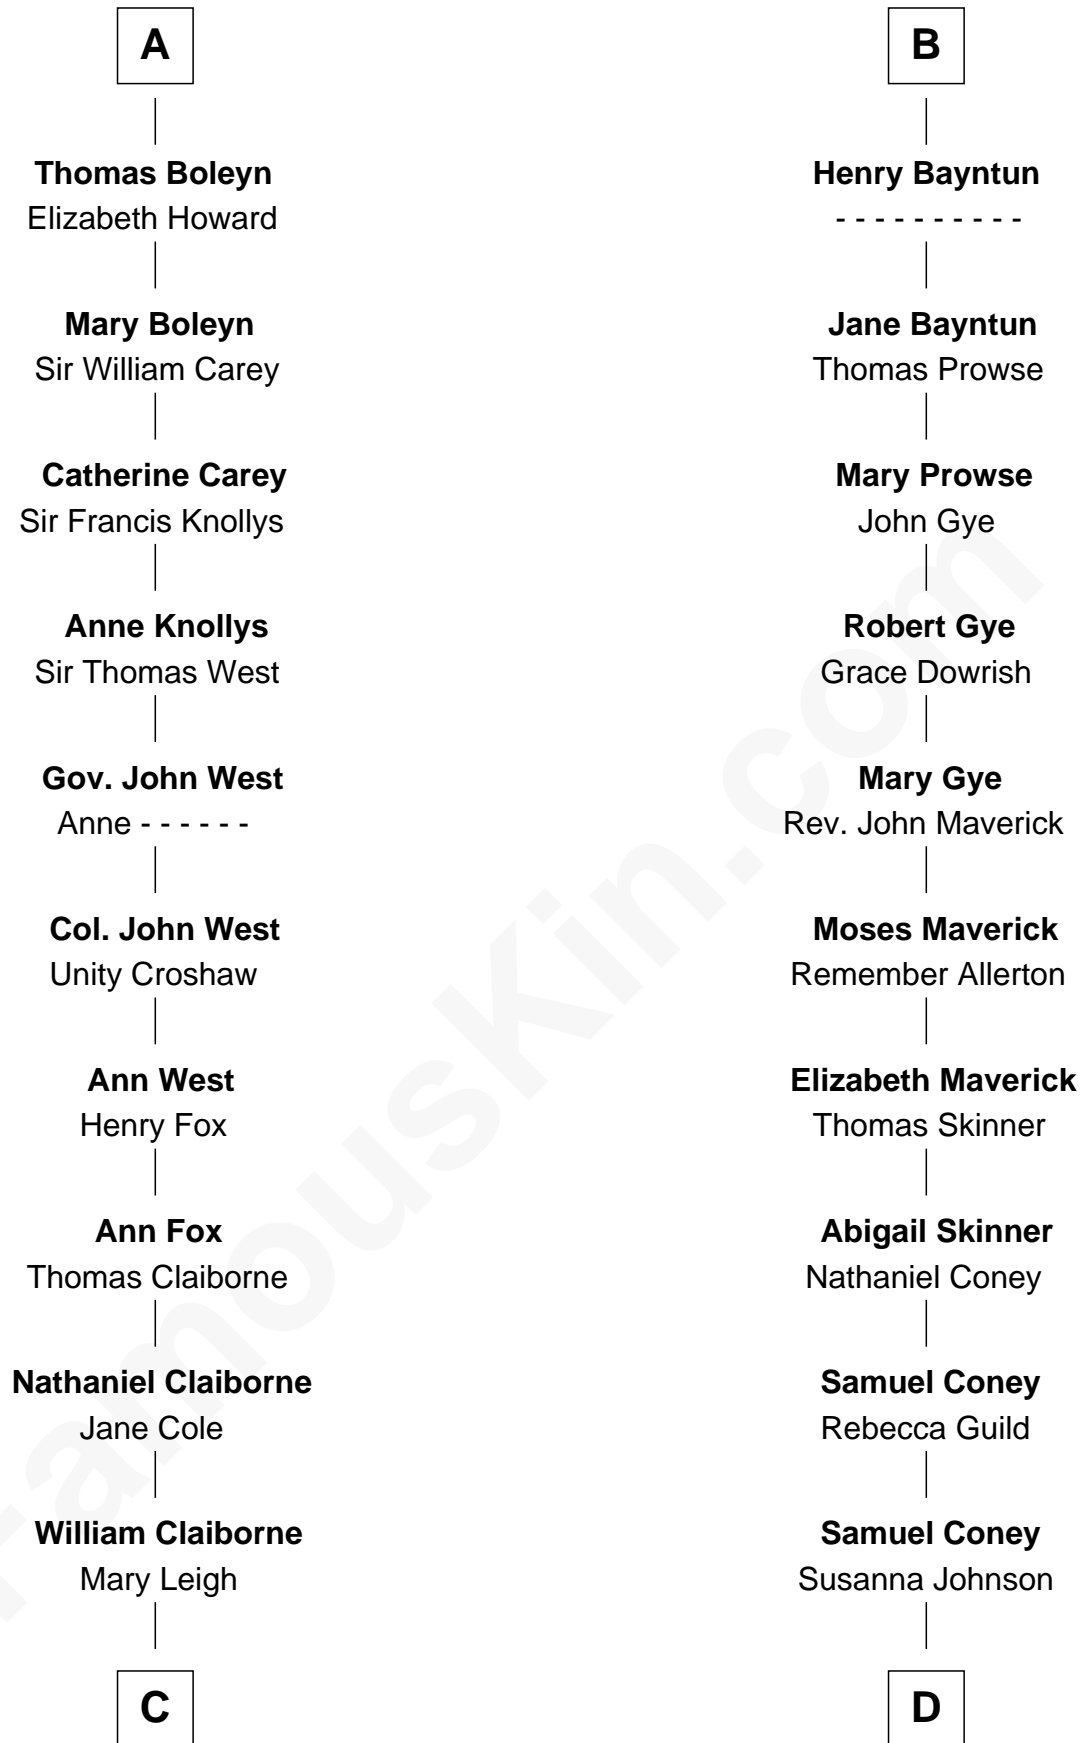 A
Thomas Boleyn
Elizabeth Howard
Mary Boleyn
Sir William Carey
Catherine Carey
Sir Francis Knollys
Anne Knollys
Sir Thomas West
Gov. John West
Anne - - - - - -
Col. John West
Unity Croshaw
Ann West
Henry Fox
Ann Fox
Thomas Claiborne
Nathaniel Claiborne
Jane Cole
William Claiborne
Mary Leigh
C
B
Henry Bayntun
- - - - - - - - - -
Jane Bayntun
Thomas Prowse
Mary Prowse
John Gye
Robert Gye
Grace Dowrish
Mary Gye
Rev. John Maverick
Moses Maverick
Remember Allerton
Elizabeth Maverick
Thomas Skinner
Abigail Skinner
Nathaniel Coney
Samuel Coney
Rebecca Guild
Samuel Coney
Susanna Johnson
D
FamousKin.com